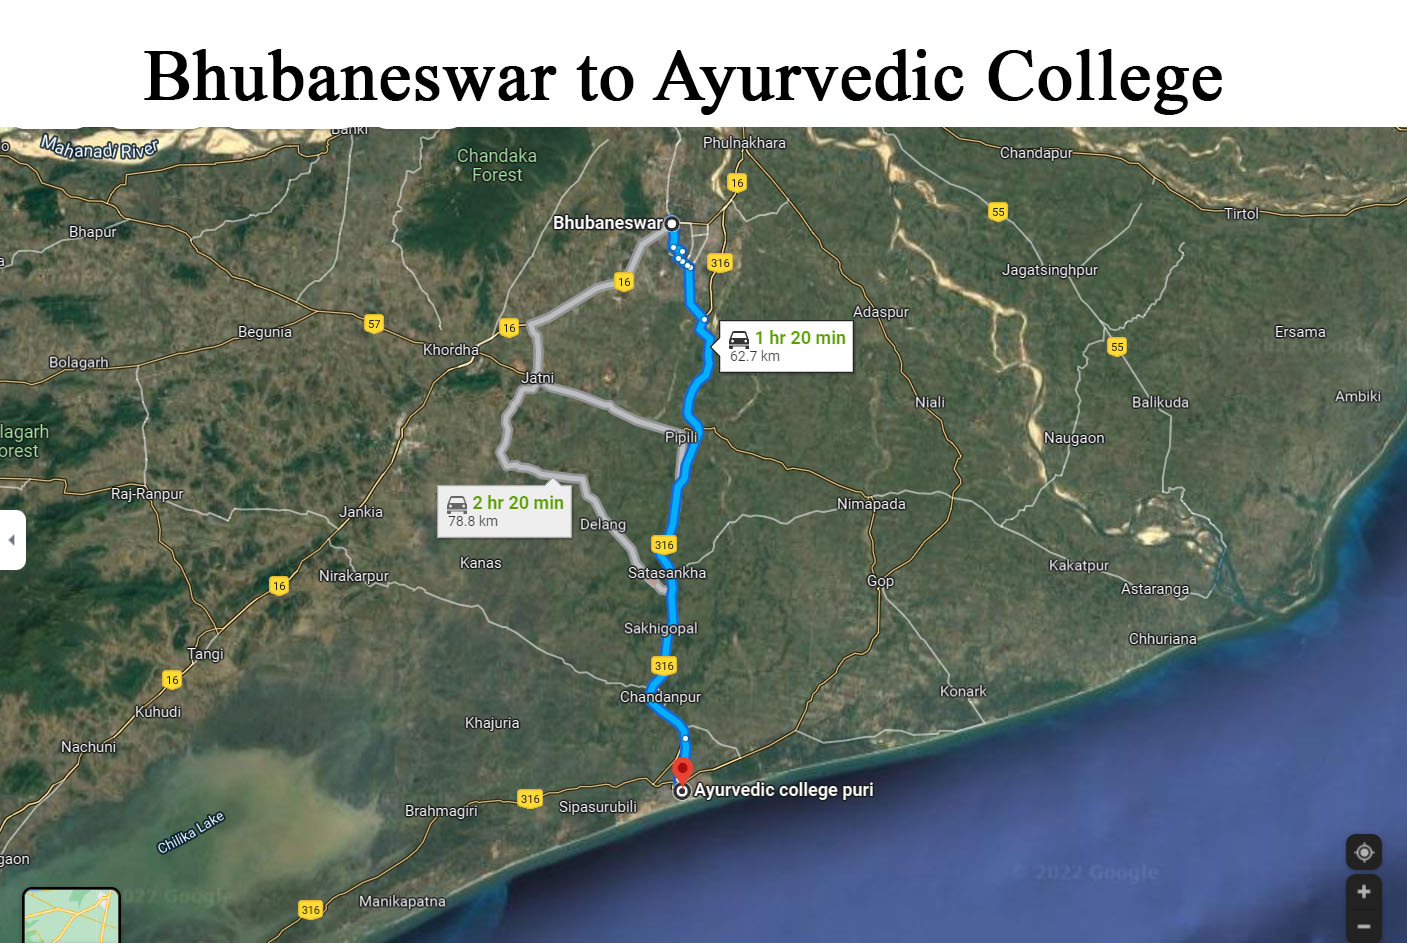 Bhubaneswar to Ayurvedic College
Banki
Phulnakhara
Mahanadi River
Chandaka
Forest
Chandapur
16
55
Tirtol
Bhapur
Bhubaneswar
316
Jagatsinghpur
16
57
16
Begunia
Adaspur
Ersama
1 hr 20 min
62.7 km
Khordha
55
Bolagarh
Jatni
Niali
Balikuda
Ambiki
lagarh
orest
Pipili
Naugaon
Raj-Ranpur
2 hr 20 min
78.8 km
Jankia
Delang
Nimapada
316
Kanas
Satasankha
Nirakarpur
16
Gop
Kakatpur
Astaranga
Sakhigopal
Chhuriana
Tangi
316
16
Chandanpur
Konark
Kuhudi
Khajuria
Nachuni
Ayurvedic college puri
316
Brahmagiri
Sipasurubili
Chilika Lake
gaon
© 2022 Google
2022 Google
Manikapatna
316